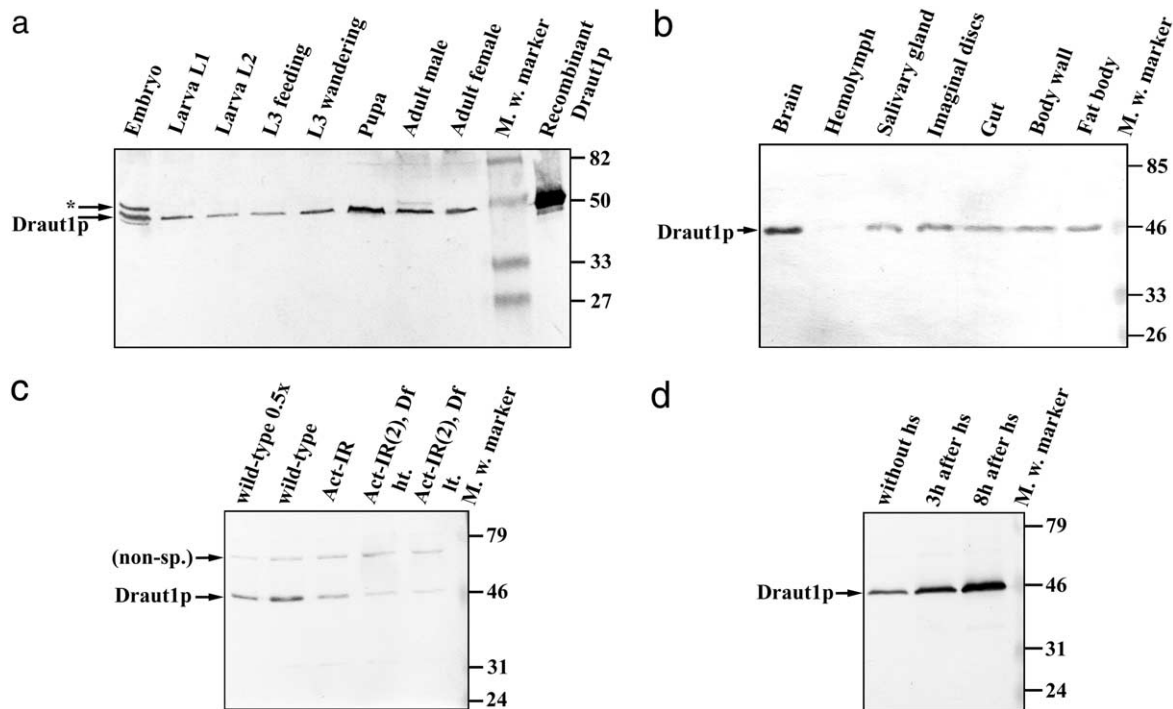 a
Embryo
Larva L1
Larva L2
L3 feeding
L3 wandering
Pupa
Adult male
Adult female
M. w. marker
Recombinant
Draut1p
*
Draut1p
82
50
33
27
b
Brain
Hemolymph
Salivary gland
Imaginal discs
Gut
Body wall
Fat body
M. w. marker
Draut1p
85
46
33
26
c
wild-type 0.5x
wild-type
Act-IR
Act-IR(2), Df
ht.
Act-IR(2), Df
lt.
M. w. marker
(non-sp.)
Draut1p
79
46
31
24
d
without hs
3h after hs
8h after hs
M. w. marker
Draut1p
79
46
31
24